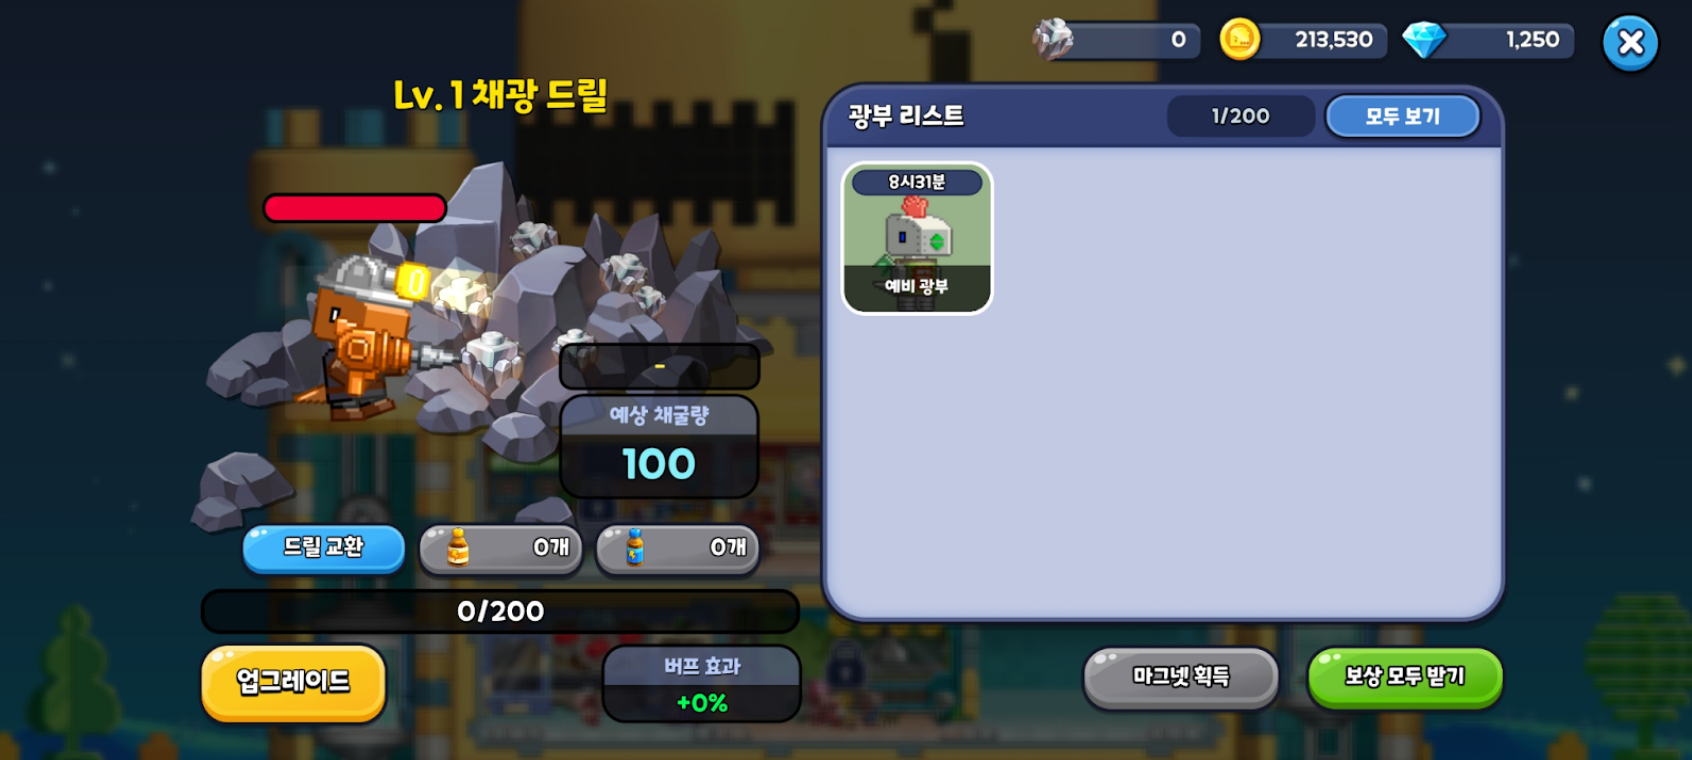 0
213,530
1,250
Lv. 1 채광 드릴
광부 리스트
1/200
모두 보기
8시31분
예비 광부
-
예상 채굴량
100
드릴 교환
0개
0개
0/200
업그레이드
버프 효과
+0%
마그넷 획득
보상 모두 받기